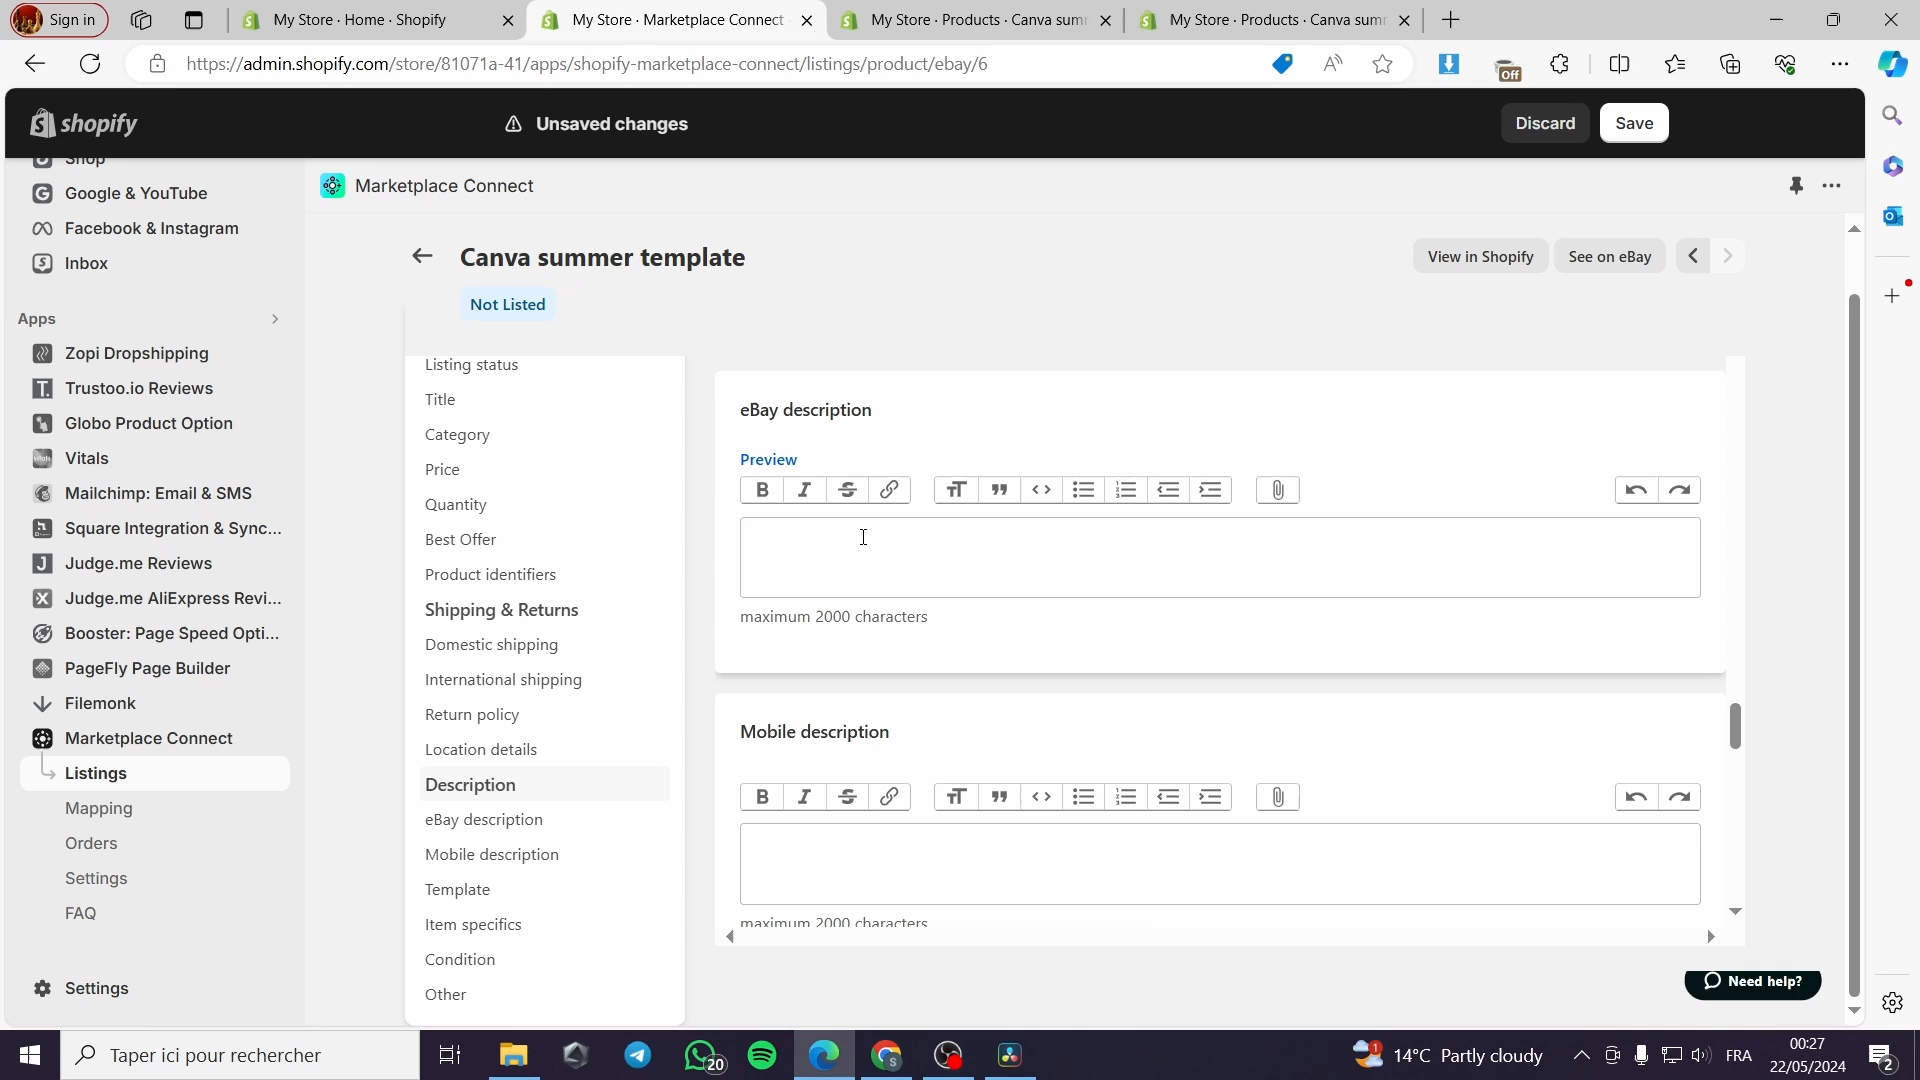 Sign in
My Store · Home · Shopify
My Store · Marketplace Connect
My Store · Products · Canva sum
My Store · Products · Canva sum
https://admin.shopify.com/store/81071a-41/apps/shopify-marketplace-connect/listings/product/ebay/6
Off
shopify
Unsaved changes
Discard
Save
Shop
Google & YouTube
Facebook & Instagram
Inbox
Apps
Zopi Dropshipping
Trustoo.io Reviews
Globo Product Option
Vitals
Mailchimp: Email & SMS
Square Integration & Sync...
Judge.me Reviews
Judge.me AliExpress Revi...
Booster: Page Speed Opti...
PageFly Page Builder
Filemonk
Marketplace Connect
Listings
Mapping
Orders
Settings
FAQ
Settings
Marketplace Connect
Canva summer template
View in Shopify
See on eBay
Not Listed
Listing status
Title
Category
Price
Quantity
Best Offer
Product identifiers
Shipping & Returns
Domestic shipping
International shipping
Return policy
Location details
Description
eBay description
Mobile description
Template
Item specifics
Condition
Other
eBay description
Preview
maximum 2000 characters
Mobile description
maximum 2000 characters
Need help?
Taper ici pour rechercher
20
1
14°C Partly cloudy
FRA
00:27
22/05/2024
2